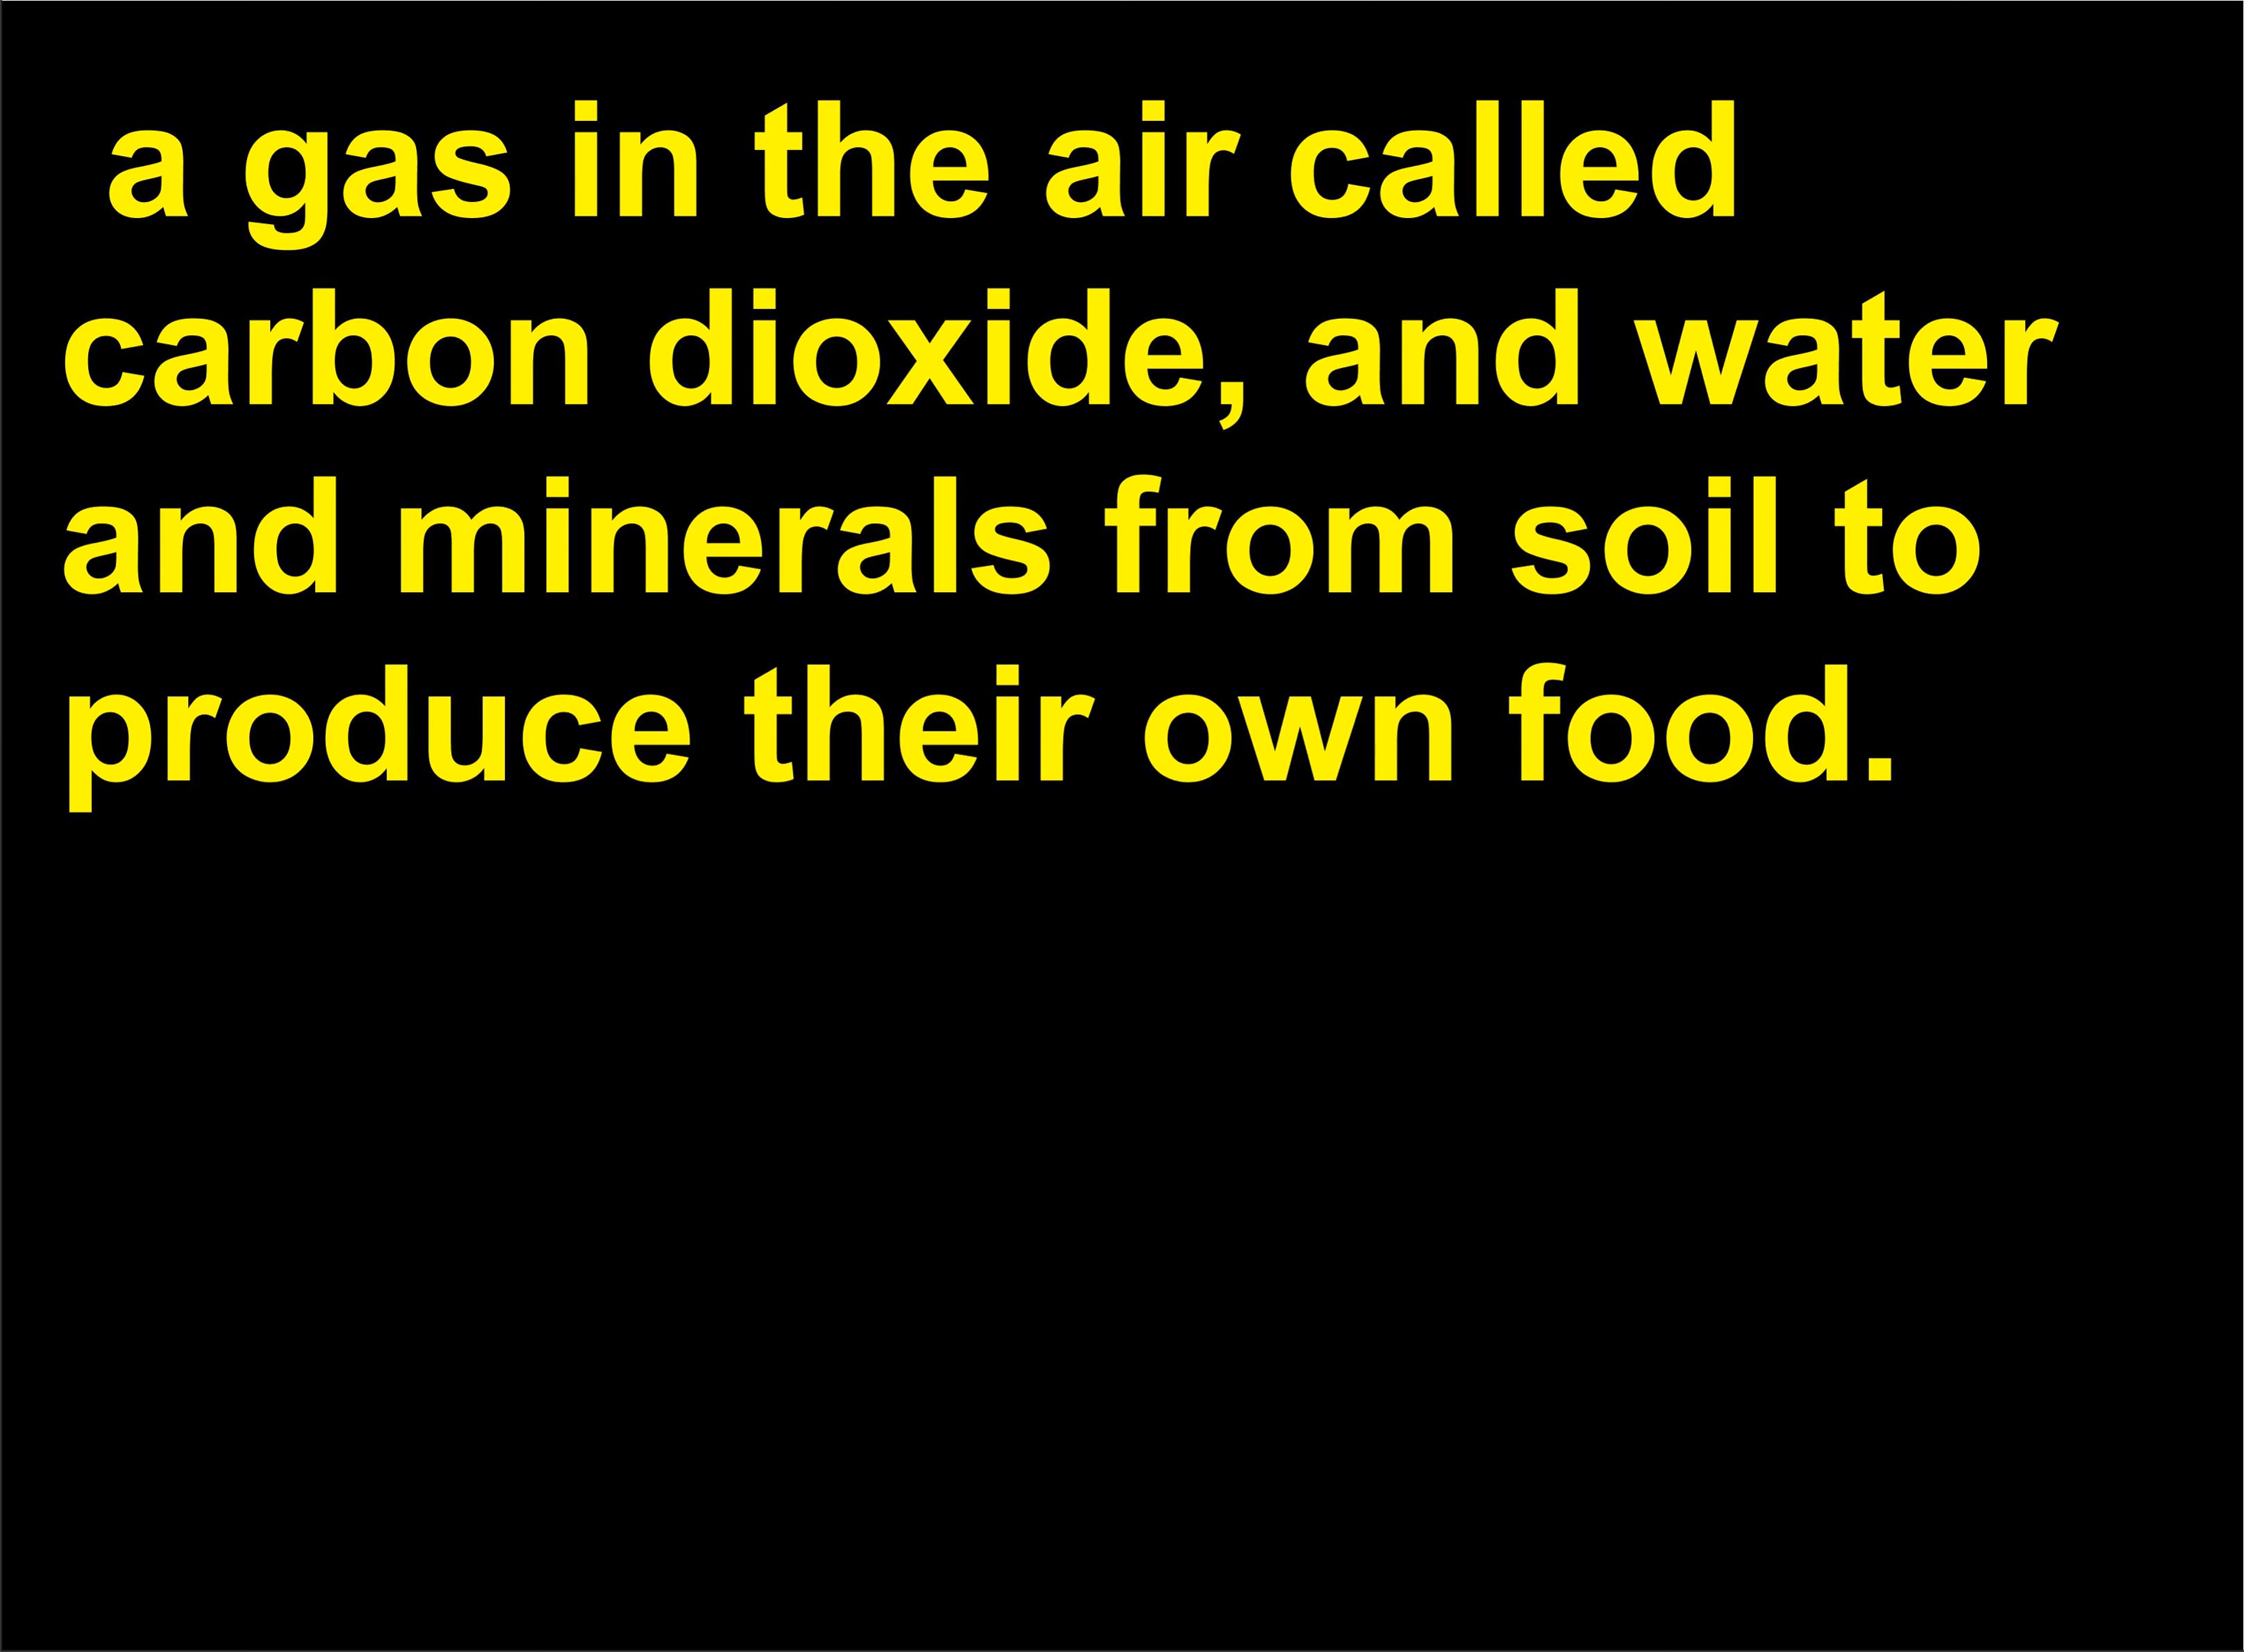 a gas in the air called
carbon dioxide, and water
and minerals from soil to
produce their own food.